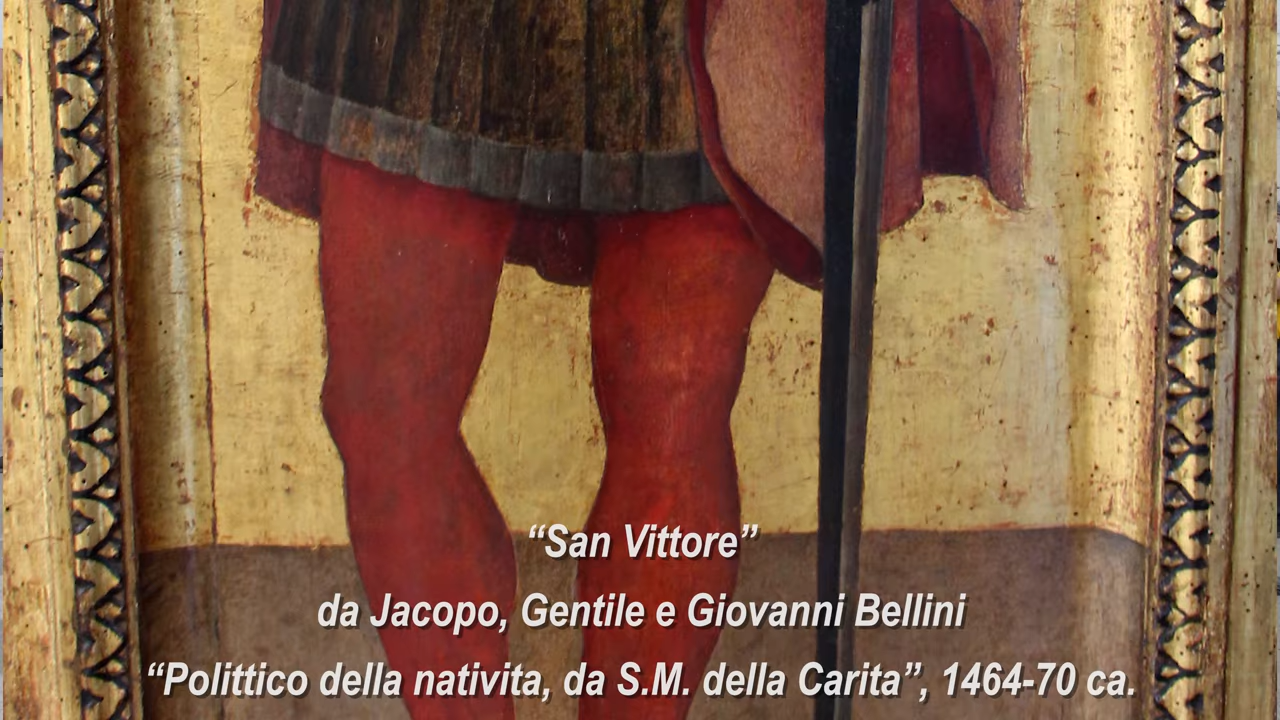 “San Vittore”
da Jacopo, Gentile e Giovanni Bellini
“Polittico della nativita, da S.M. della Carita”, 1464-70 ca.